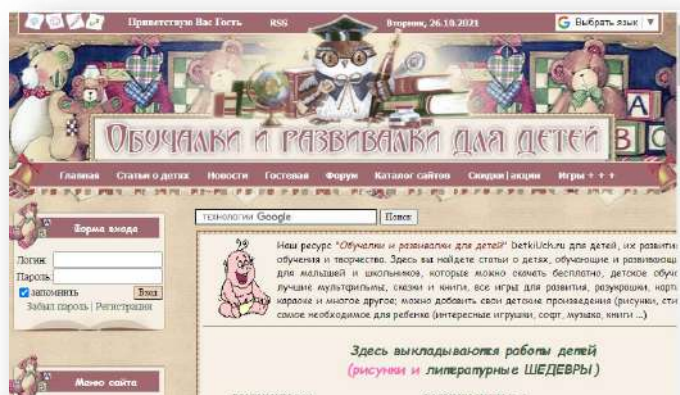 Приветствую Вас Гость
RSS
Вторник, 26.10.2021
Выбрать язык ▼
ОБУЧАЛКИ И РАЗВИВАЛКИ ДЛЯ ДЕТЕЙ
A
B C
Главная Статьи о детях Новости Гостевая Форум Каталог сайтов Скидки|акции Игры + + +
Форма входа
Логин:
Пароль:
запомнить Вход
Забыл пароль | Регистрация
Меню сайта
ТЕХНОЛОГИИ Google Поиск
Наш ресурс "Обучалки и развивалки для детей" DetkiUch.ru для детей, их развити
обучения и творчества. Здесь вы найдете статьи о детях, обучающие и развивающи
для малышей и школьников, которые можно скачать бесплатно, детское обуч
лучшие мультфильмы, сказки и книги, все игры для развития, разукрашки, карт
караоке и многое другое; можно добавить свои детские произведения (рисунки, сти
самое необходимое для ребенка (интересные игрушки, софт, музыка, книги ...)
Здесь выкладываются работы детей
(рисунки и литературные ШЕДЕВРЫ)